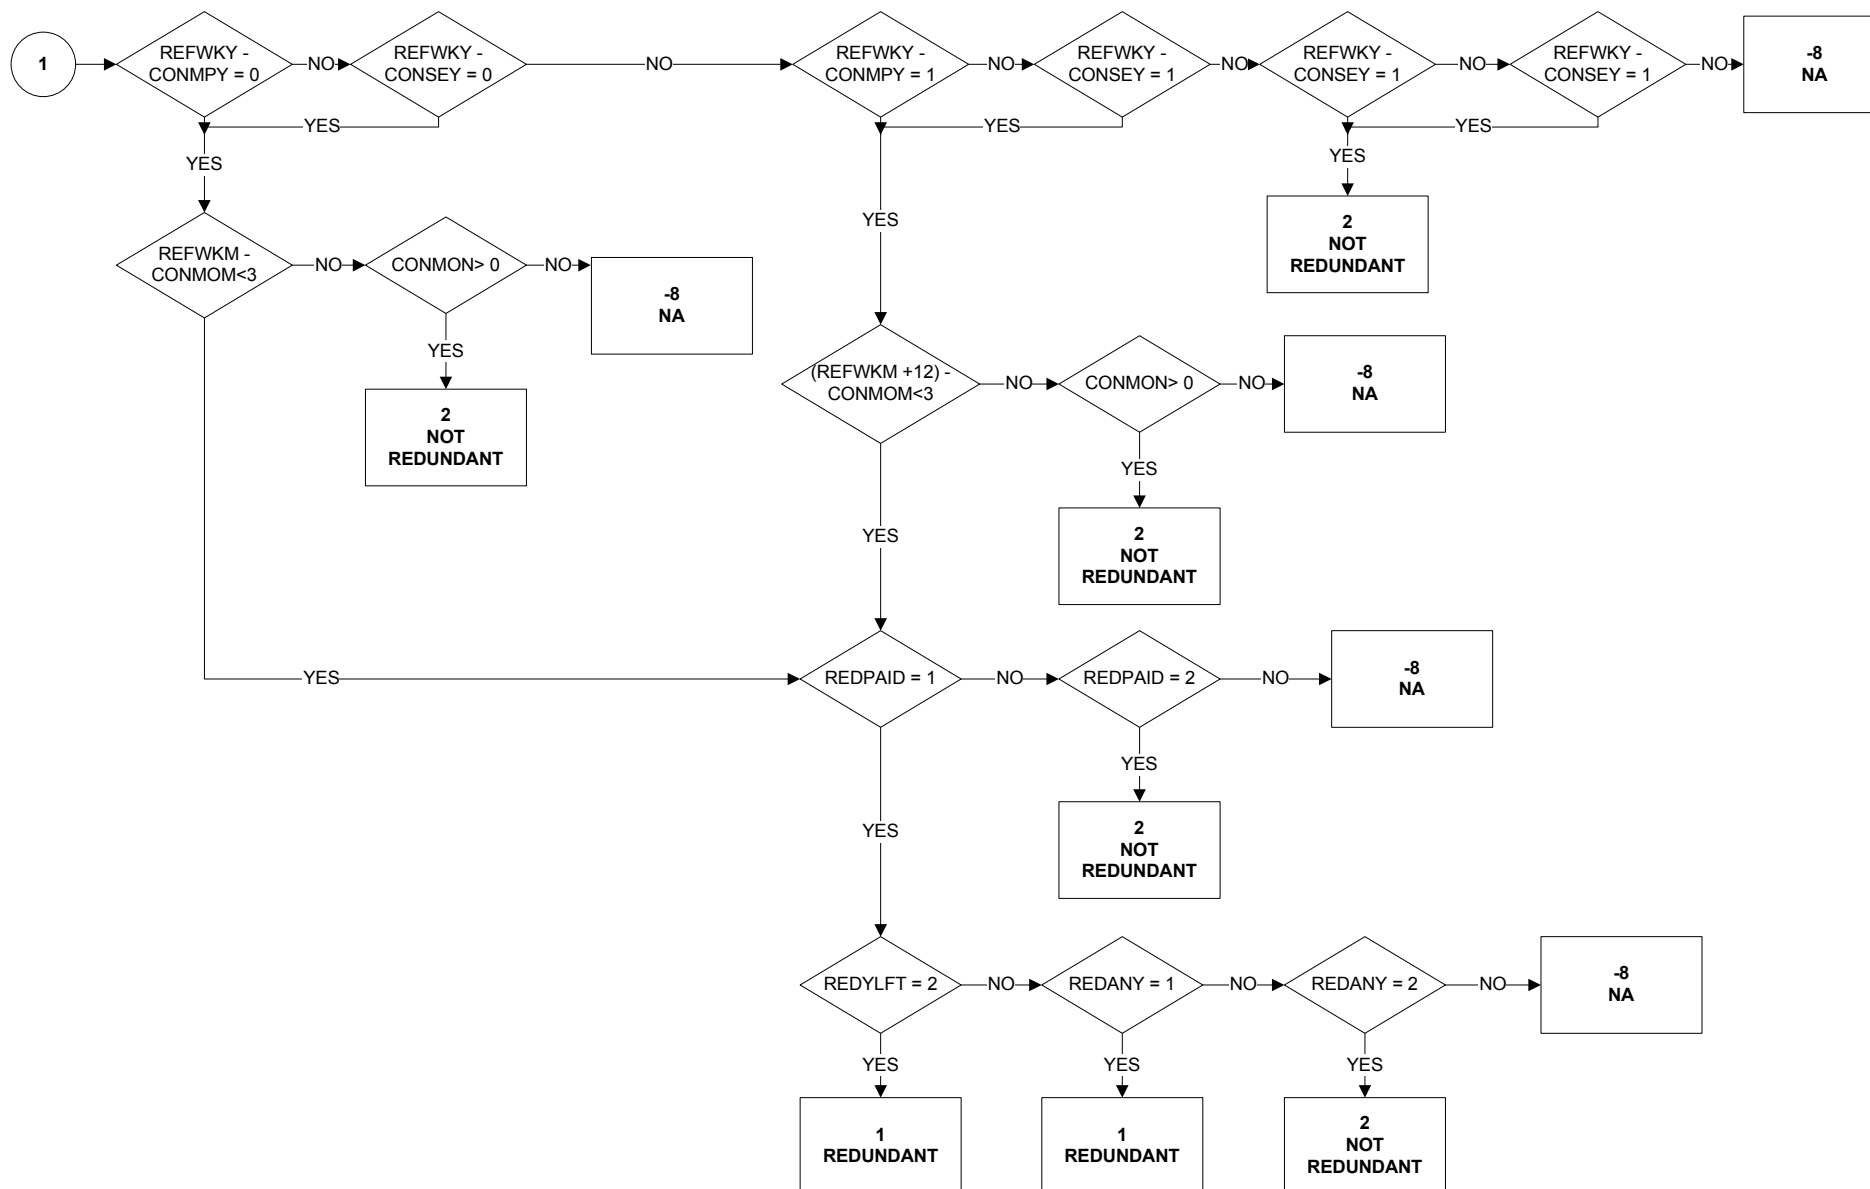 1
REFWKY -
CONMPY = 0
NO
REFWKY -
CONSEY = 0
NO
REFWKY -
CONMPY = 1
NO
REFWKY -
CONSEY = 1
NO
REFWKY -
CONSEY = 1
NO
REFWKY -
CONSEY = 1
NO
-8
NA
YES
YES
YES
YES
YES
YES
2
NOT
REDUNDANT
REFWKM -
CONMOM<3
NO
CONMON> 0
NO
-8
NA
YES
2
NOT
REDUNDANT
(REFWKM +12) -
CONMOM<3
NO
CONMON> 0
NO
-8
NA
YES
2
NOT
REDUNDANT
YES
YES
REDPAID = 1
NO
REDPAID = 2
NO
-8
NA
YES
2
NOT
REDUNDANT
YES
REDYLFT = 2
NO
REDANY = 1
NO
REDANY = 2
NO
-8
NA
YES
YES
YES
1
REDUNDANT
1
REDUNDANT
2
NOT
REDUNDANT